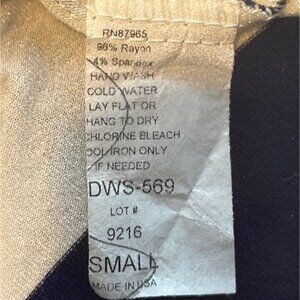 RN87965
96% Rayon
4% Spandex
HAND WASH
COLD WATER
LAY FLAT OR
HANG TO DRY
CHLORINE BLEACH
COOL IRON ONLY
IF NEEDED
DWS-569
LOT #
9216
SMALL
MADE IN USA